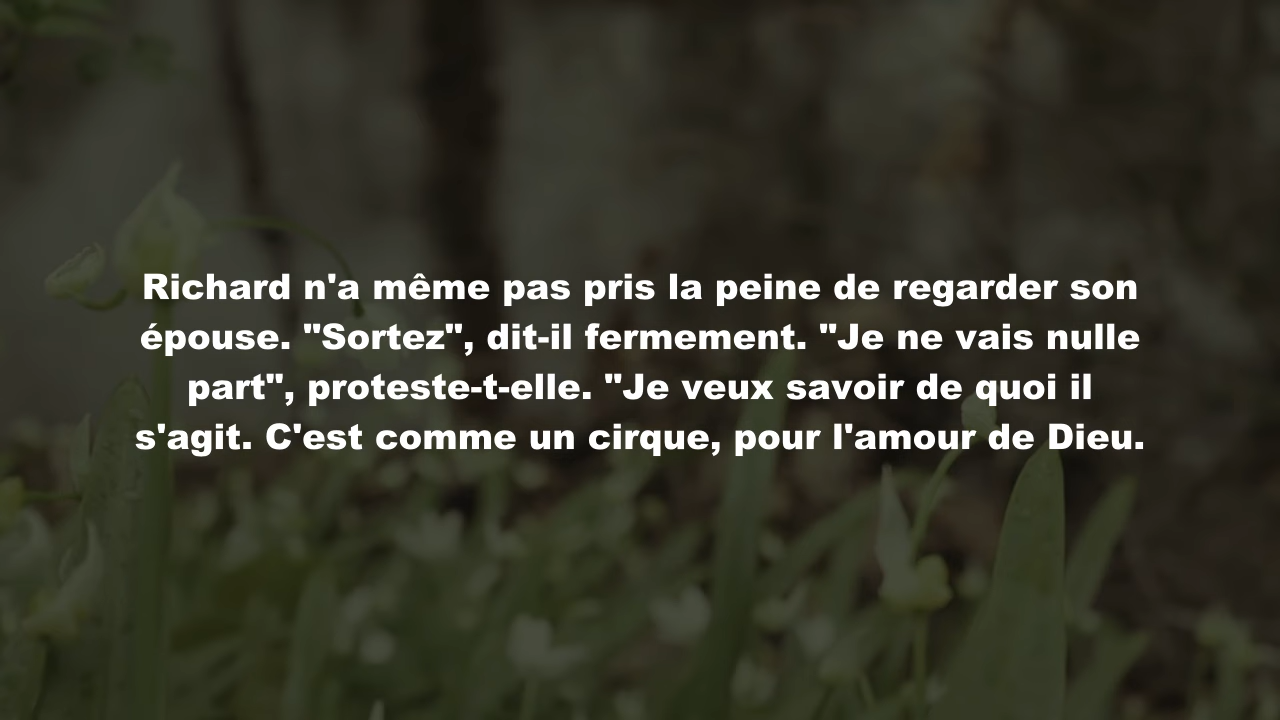 Richard n'a même pas pris la peine de regarder son
épouse. "Sortez", dit-il fermement. "Je ne vais nulle
part", proteste-t-elle. "Je veux savoir de quoi il
s'agit. C'est comme un cirque, pour l'amour de Dieu.